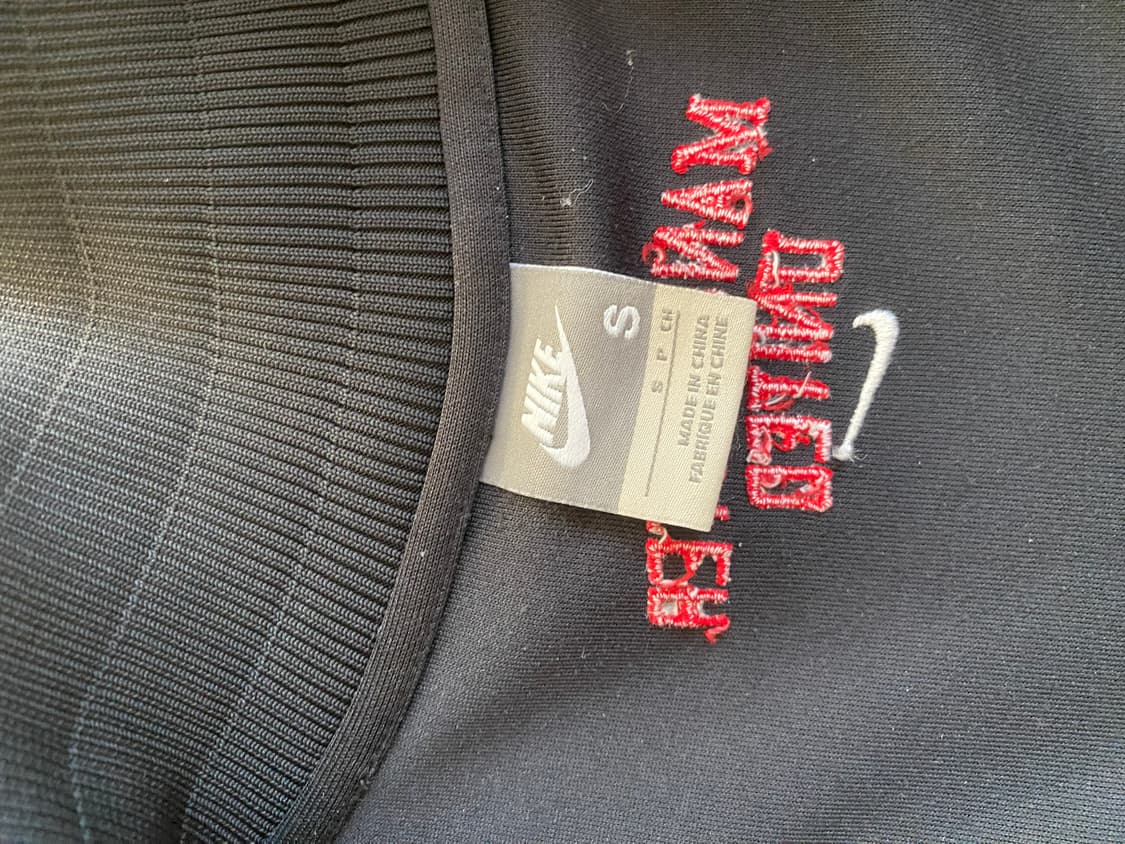 NIKE
S
S P CH
MADE IN CHINA
FABRIQUE EN CHINE
UNITED